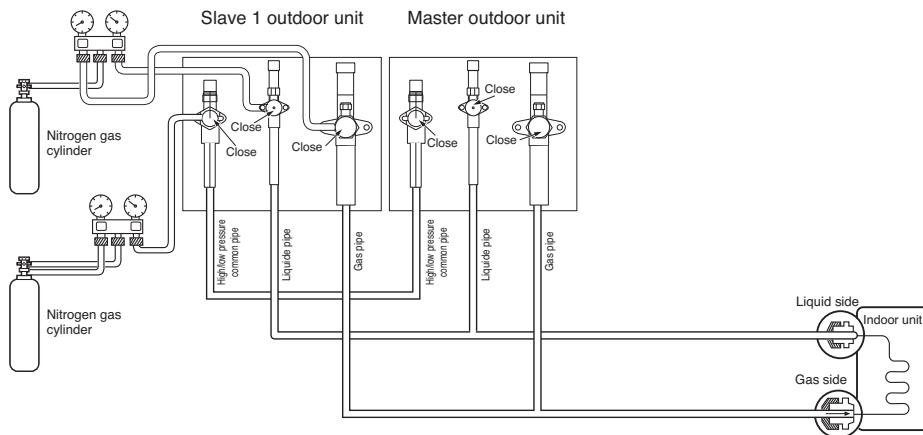 Slave 1 outdoor unit
Master outdoor unit
Nitrogen gas
cylinder
Close
Close
Close
Close
Close
Close
High/low pressure
common pipe
Liquide pipe
Gas pipe
High/low pressure
common pipe
Liquide pipe
Gas pipe
Nitrogen gas
cylinder
Liquid side
Indoor unit
Gas side